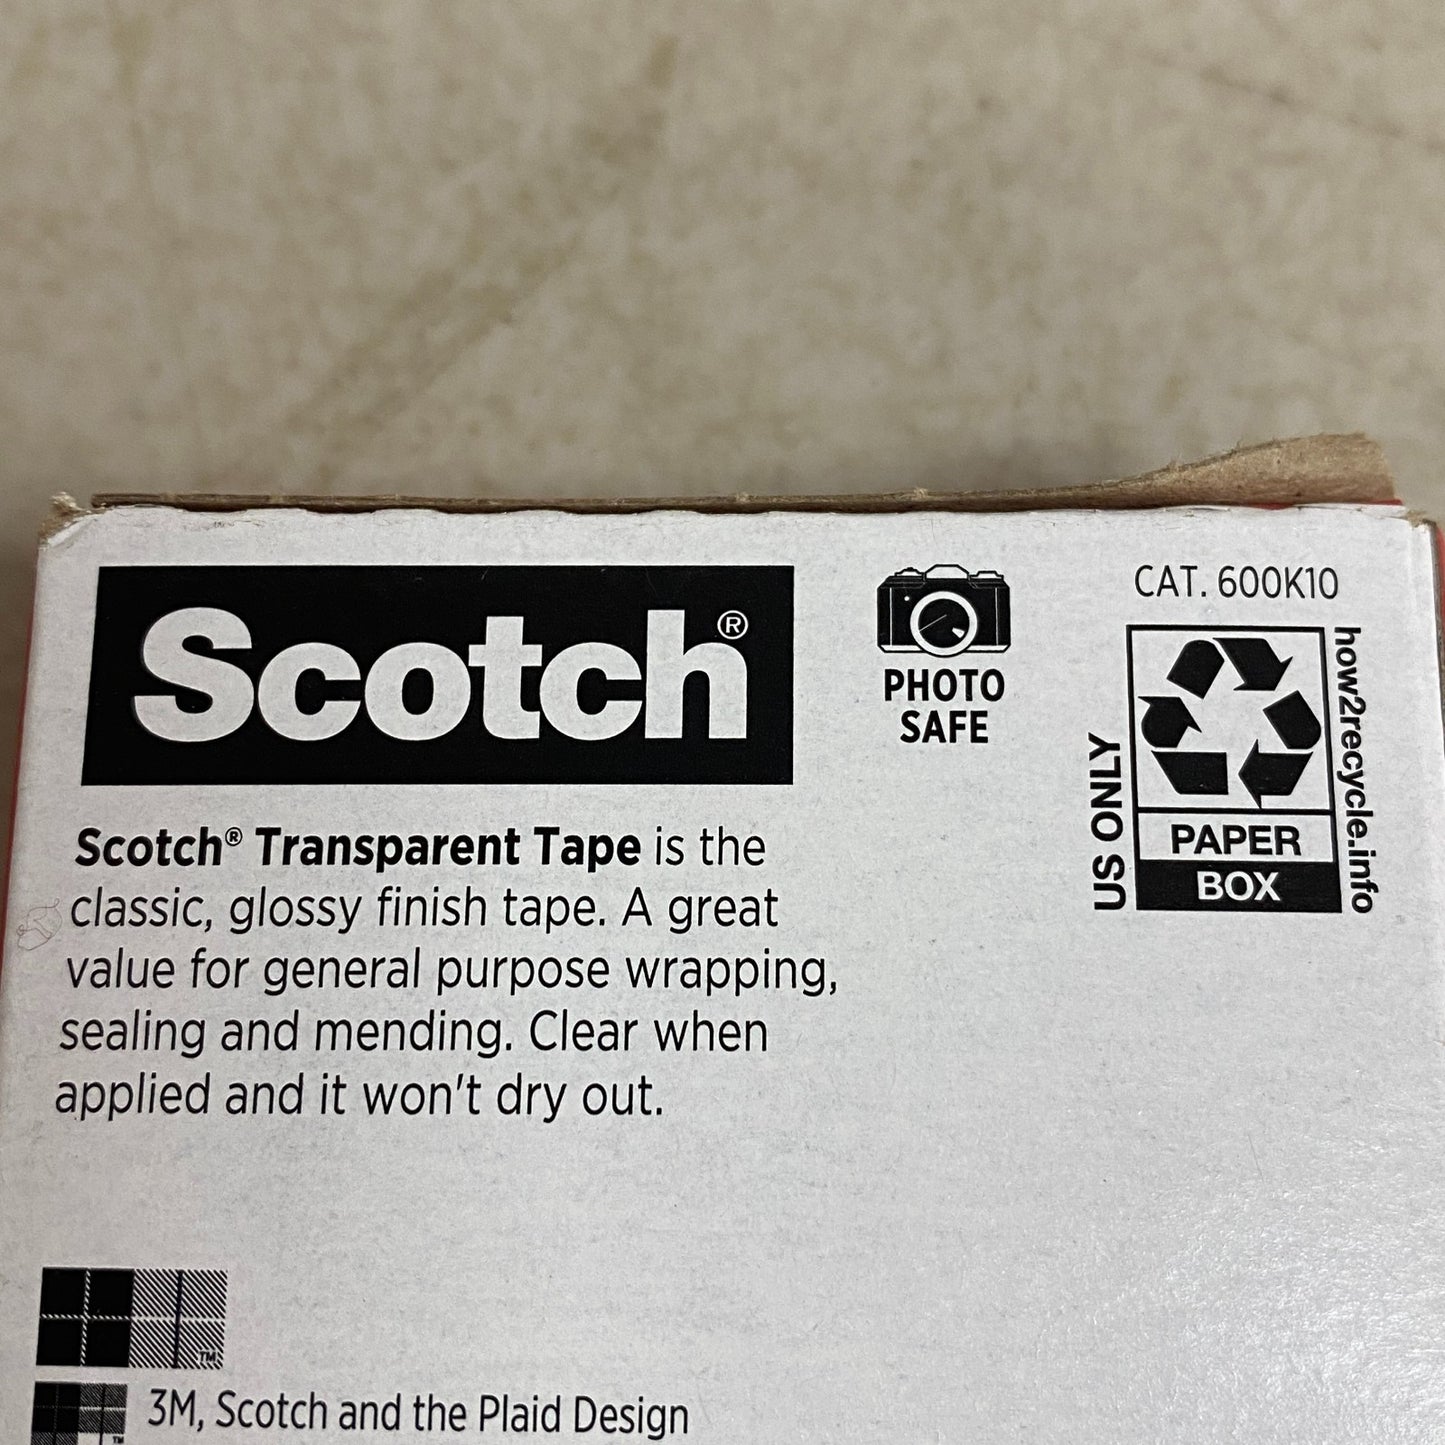 Scotch®
PHOTO
SAFE
CAT. 600K10
US ONLY
PAPER
BOX
how2recycle.info
Scotch® Transparent Tape is the
classic, glossy finish tape. A great
value for general purpose wrapping,
sealing and mending. Clear when
applied and it won't dry out.
TM
3M, Scotch and the Plaid Design
TM